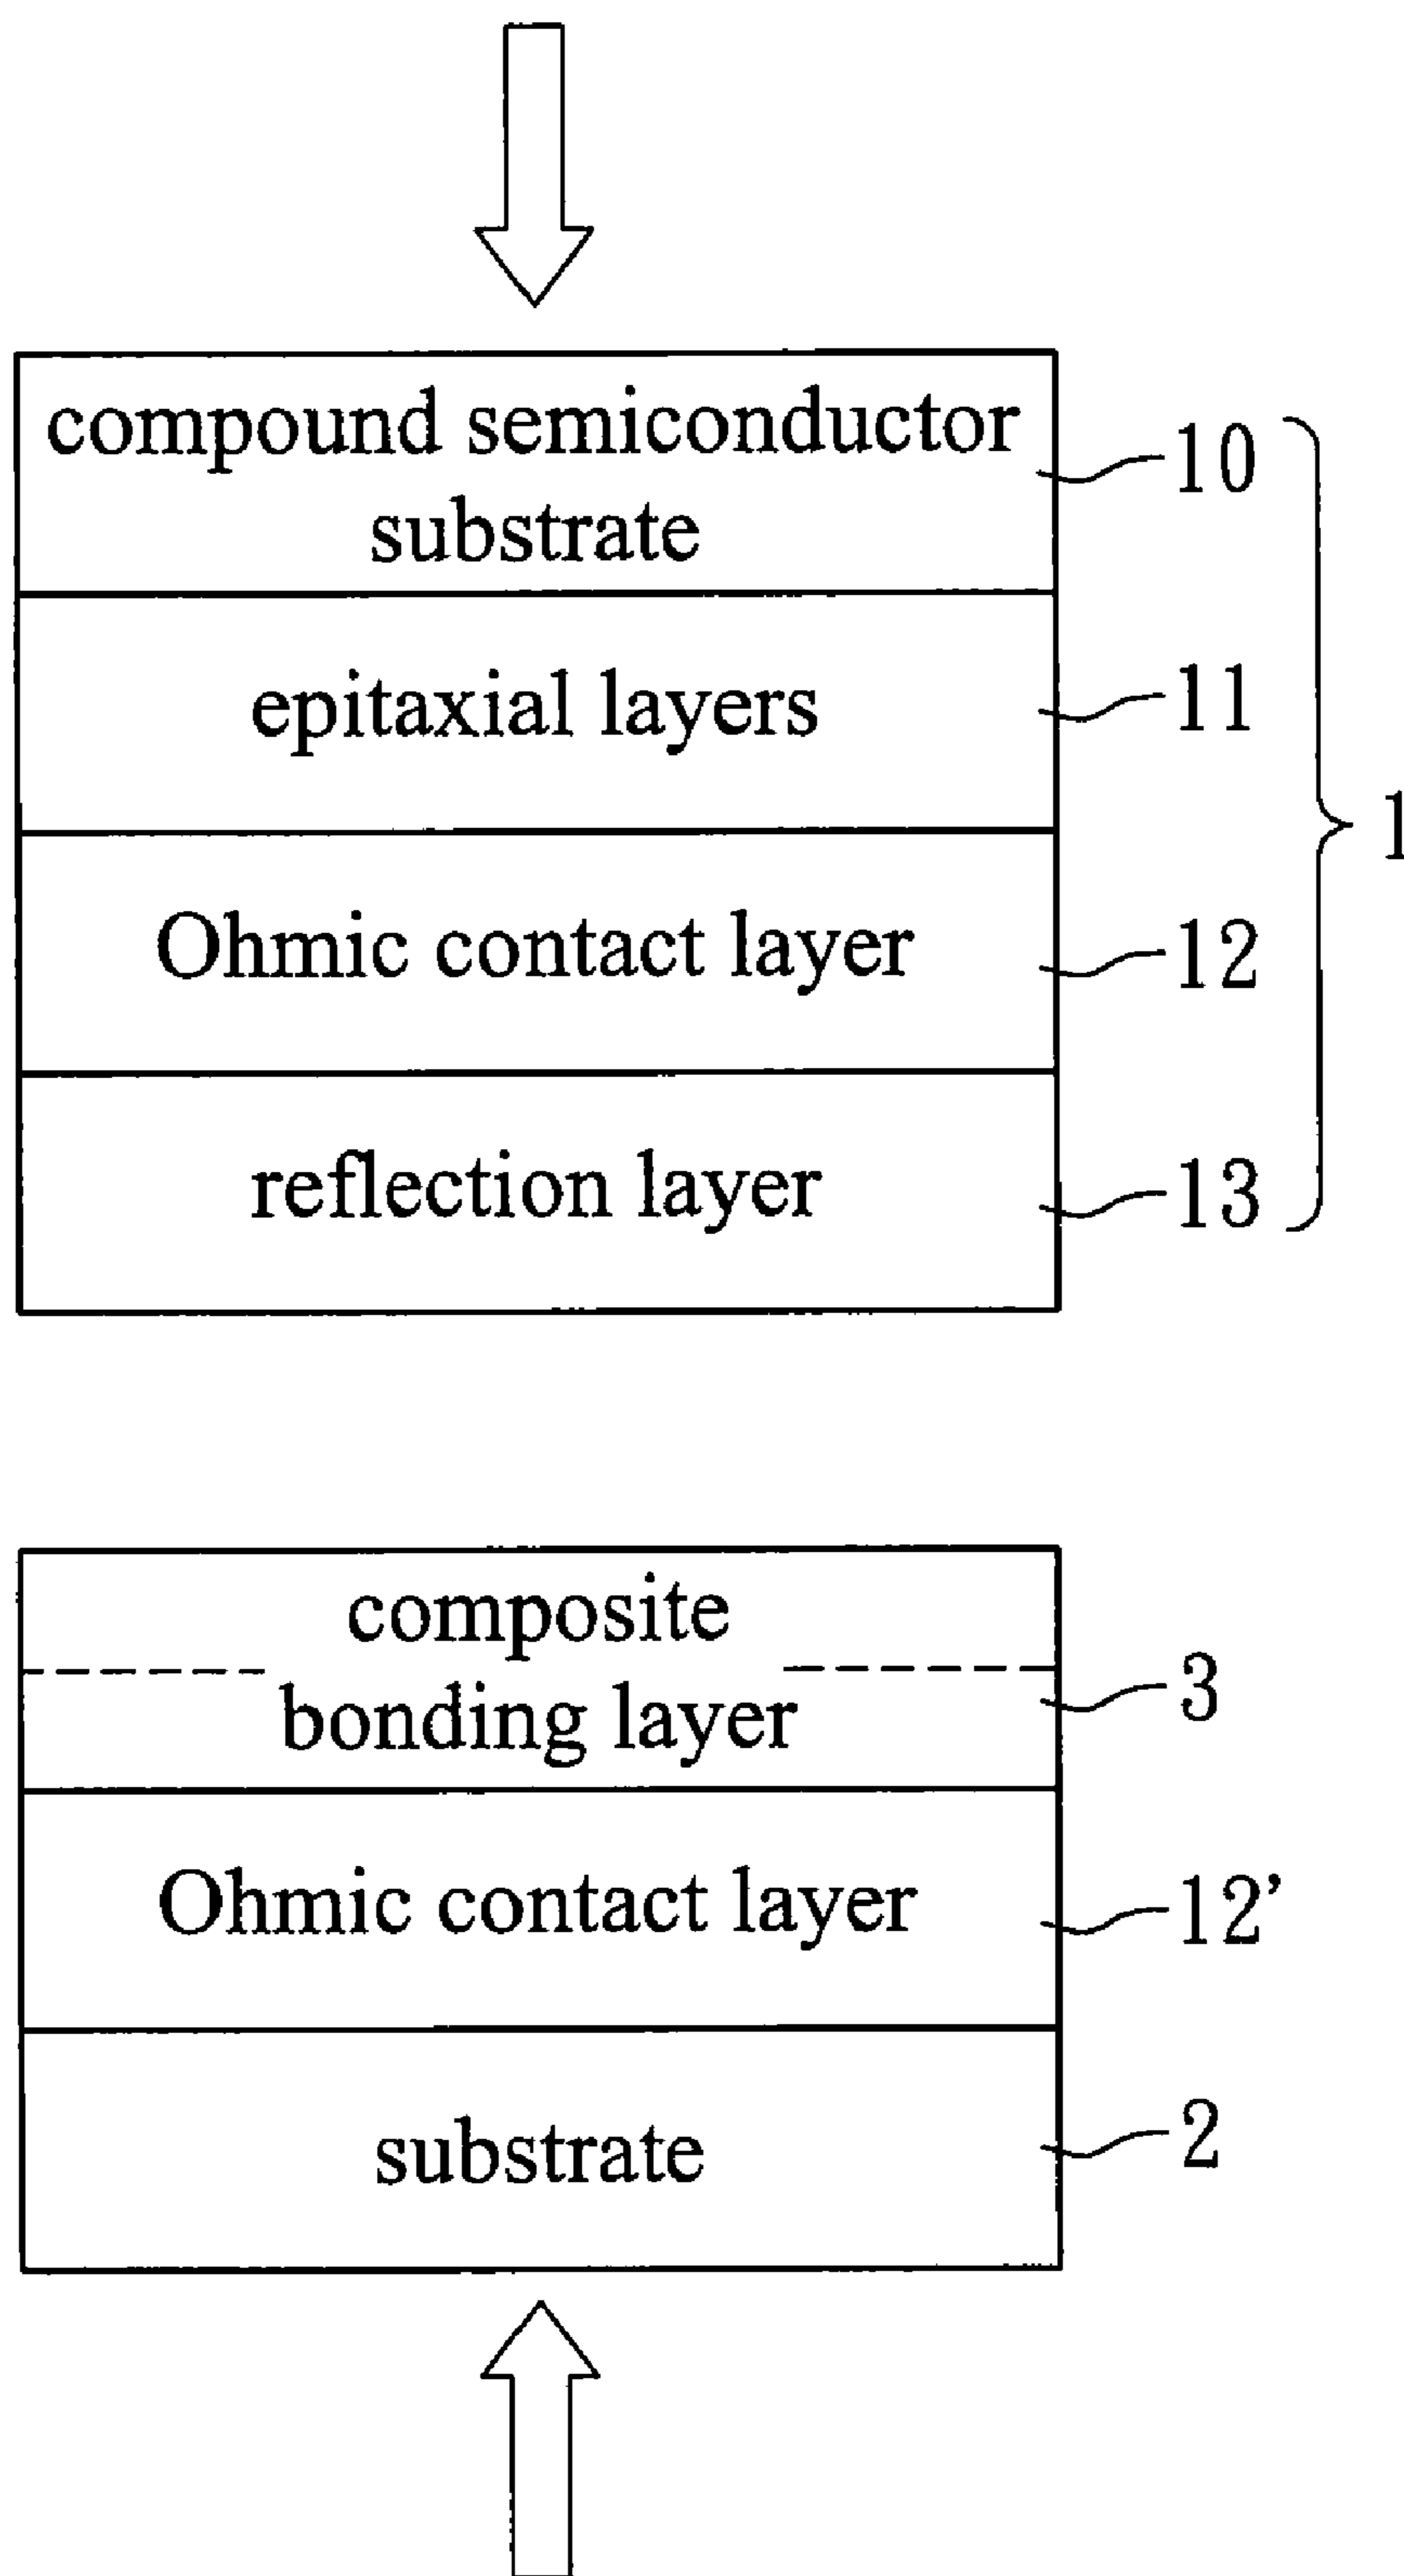 compound semiconductor
substrate
10
epitaxial layers
11
1
Ohmic contact layer
12
reflection layer
13
composite
bonding layer
3
Ohmic contact layer
12'
substrate
2